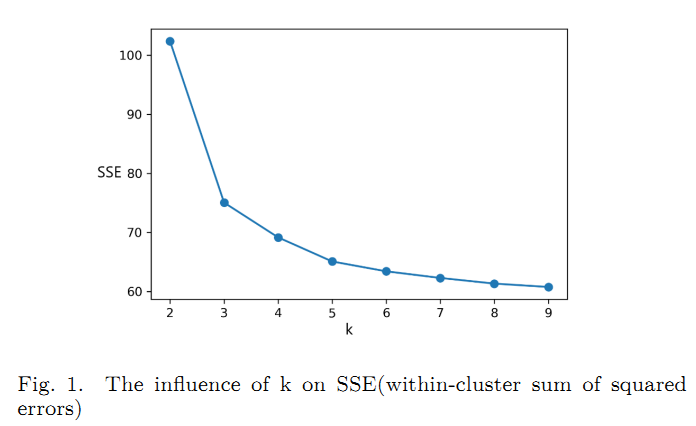 100
90
SSE 80
70
60
2 3 4 5 6 7 8 9
k
Fig. 1. The influence of k on SSE(within-cluster sum of squared
errors)